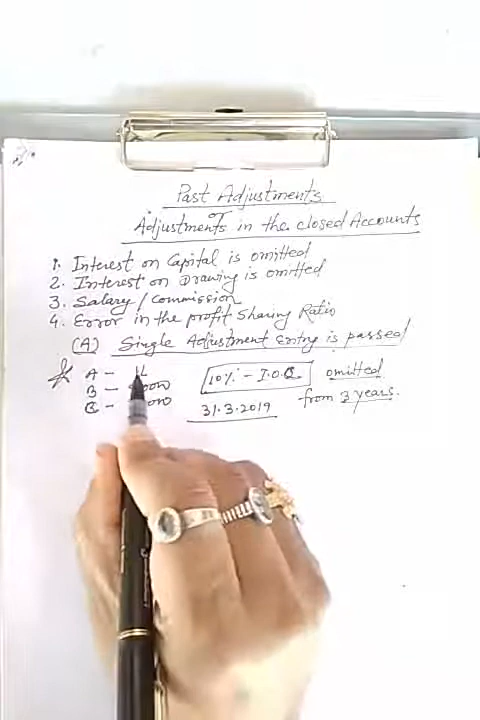 Past Adjustments
or
Adjustments in the closed Accounts
1. Interest on Capital is omitted
2. Interest on Drawing is omitted
3. Salary / Commission
4. Error in the profit Sharing Ratio
(A) Single Adjustment entry is passed
A - 1L 10% - I.O.C. omitted
B -
C - 31.3.2019 from 3 years.